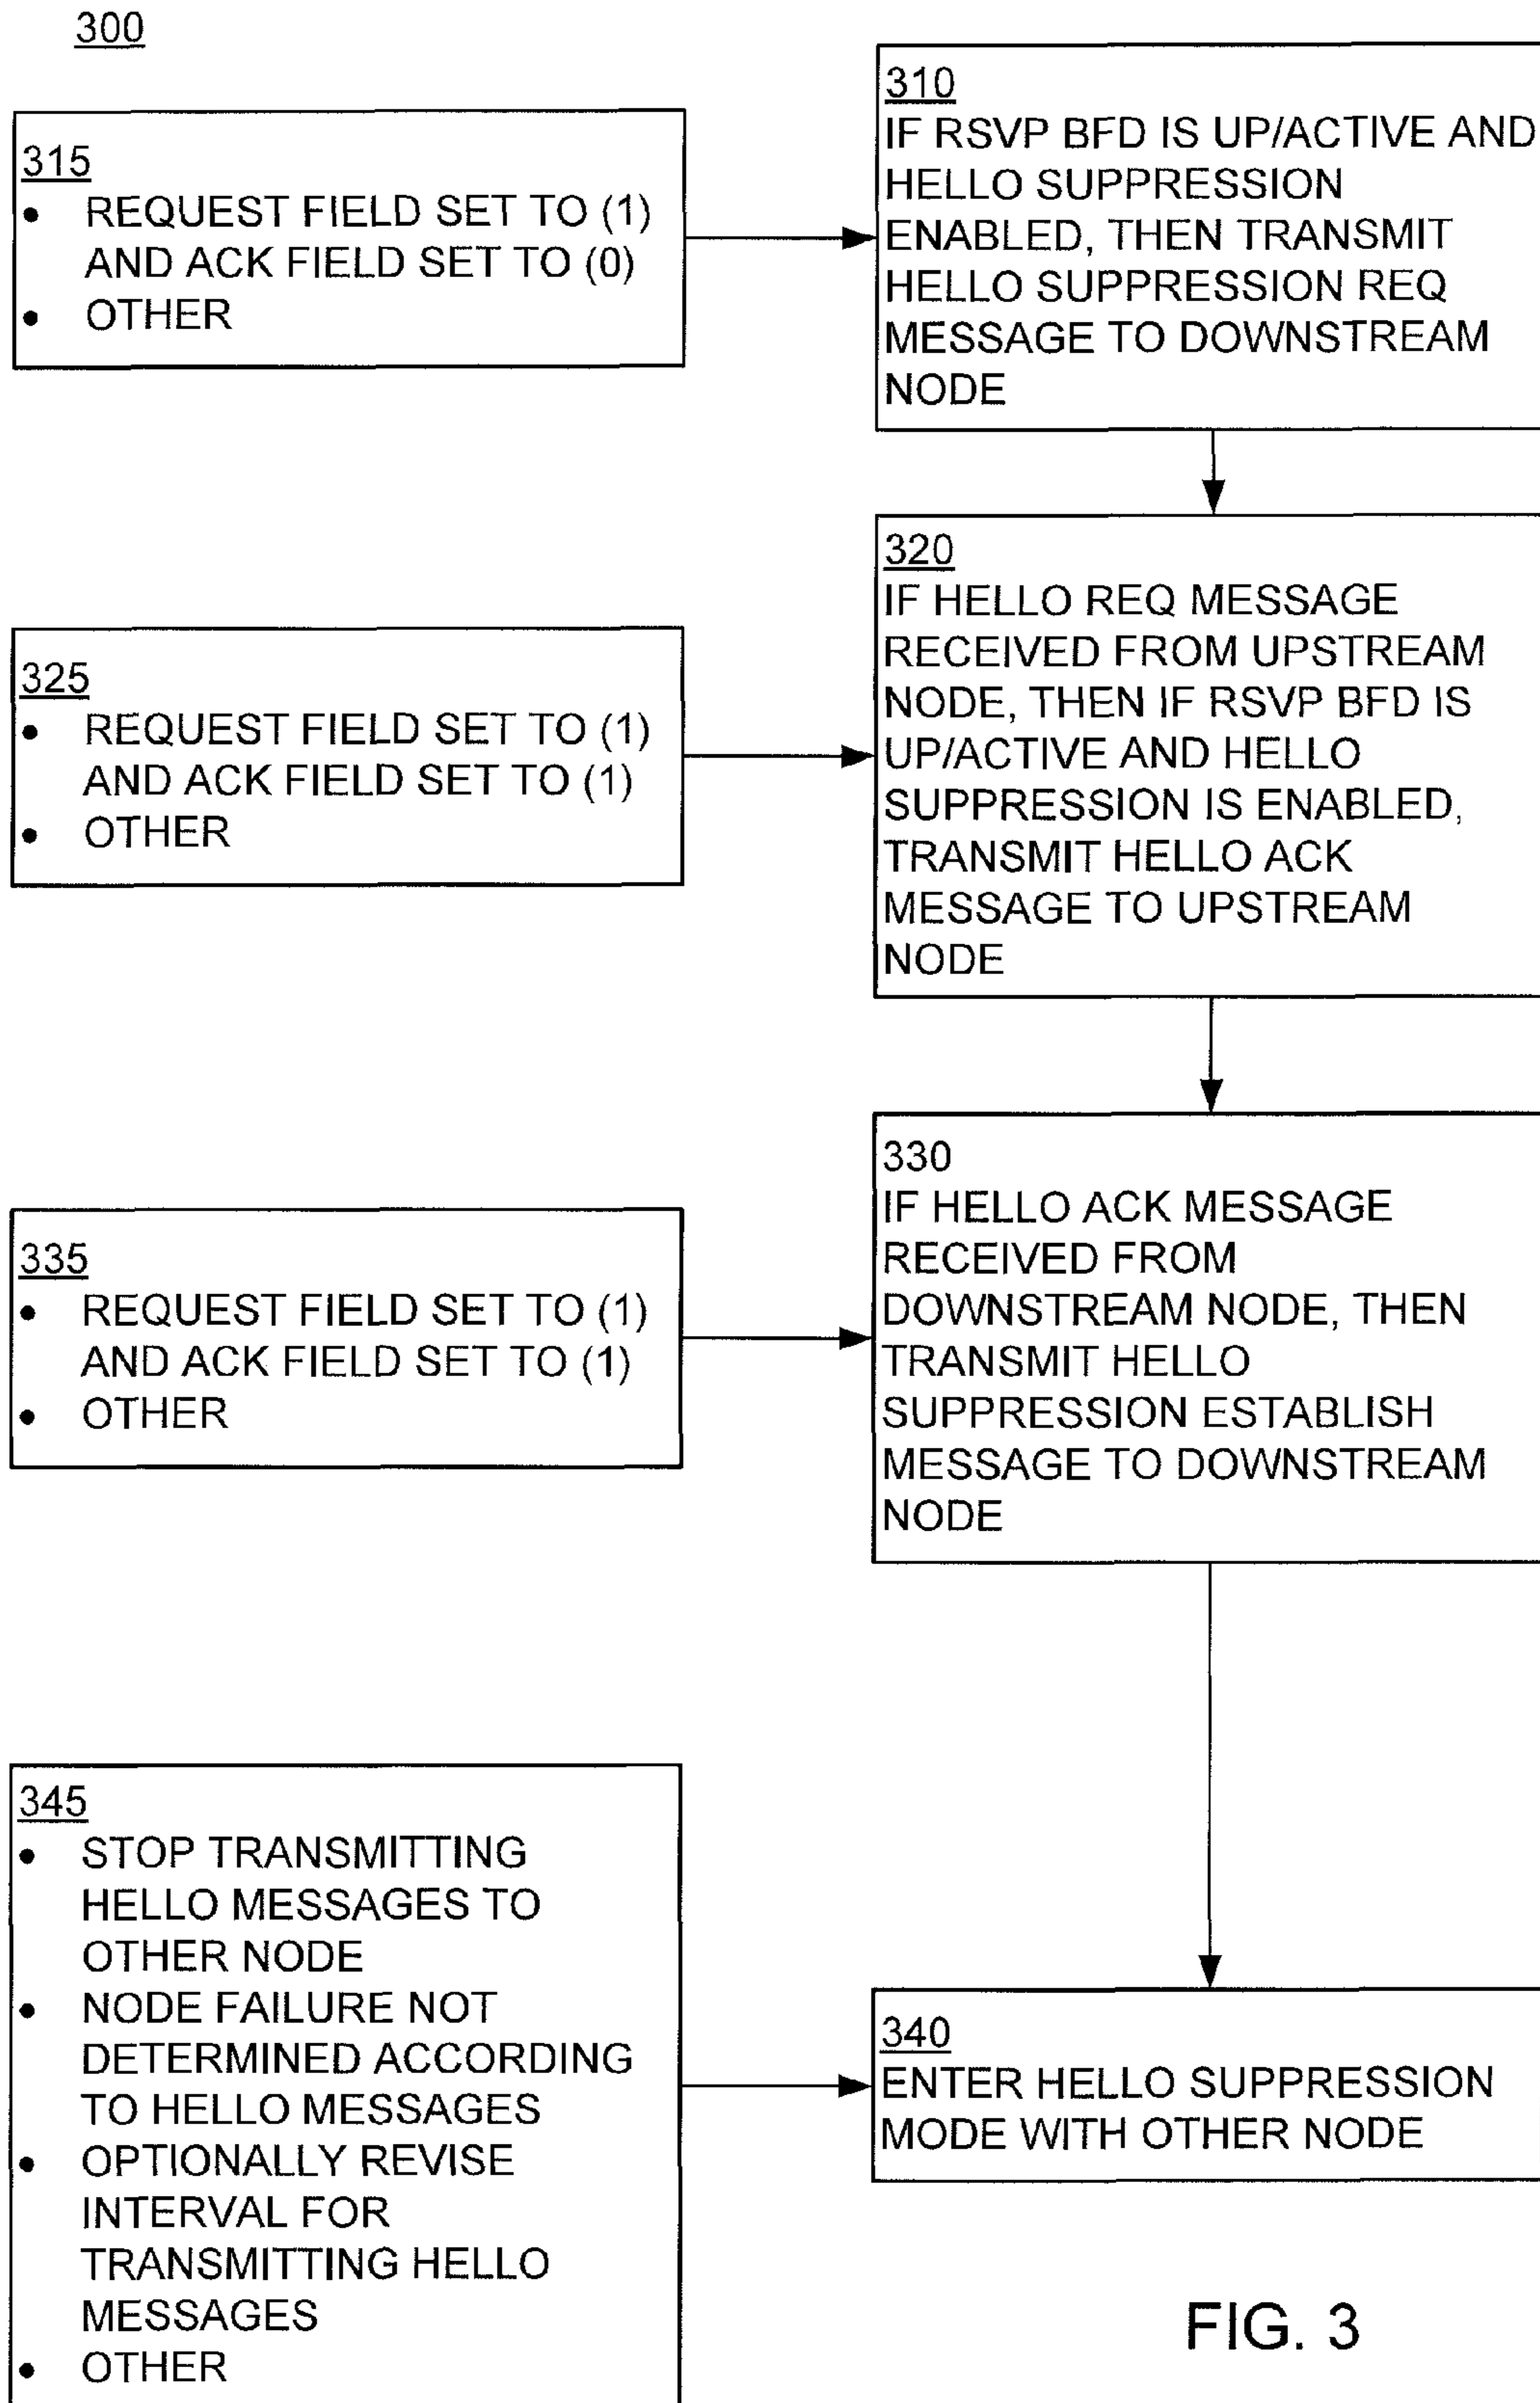 300
310
IF RSVP BFD IS UP/ACTIVE AND
HELLO SUPPRESSION
ENABLED, THEN TRANSMIT
HELLO SUPPRESSION REQ
MESSAGE TO DOWNSTREAM
NODE
315
• REQUEST FIELD SET TO (1)
AND ACK FIELD SET TO (0)
• OTHER
320
IF HELLO REQ MESSAGE
RECEIVED FROM UPSTREAM
NODE, THEN IF RSVP BFD IS
UP/ACTIVE AND HELLO
SUPPRESSION IS ENABLED,
TRANSMIT HELLO ACK
MESSAGE TO UPSTREAM
NODE
325
• REQUEST FIELD SET TO (1)
AND ACK FIELD SET TO (1)
• OTHER
330
IF HELLO ACK MESSAGE
RECEIVED FROM
DOWNSTREAM NODE, THEN
TRANSMIT HELLO
SUPPRESSION ESTABLISH
MESSAGE TO DOWNSTREAM
NODE
335
• REQUEST FIELD SET TO (1)
AND ACK FIELD SET TO (1)
• OTHER
345
• STOP TRANSMITTING
HELLO MESSAGES TO
OTHER NODE
• NODE FAILURE NOT
DETERMINED ACCORDING
TO HELLO MESSAGES
• OPTIONALLY REVISE
INTERVAL FOR
TRANSMITTING HELLO
MESSAGES
• OTHER
340
ENTER HELLO SUPPRESSION
MODE WITH OTHER NODE
FIG. 3